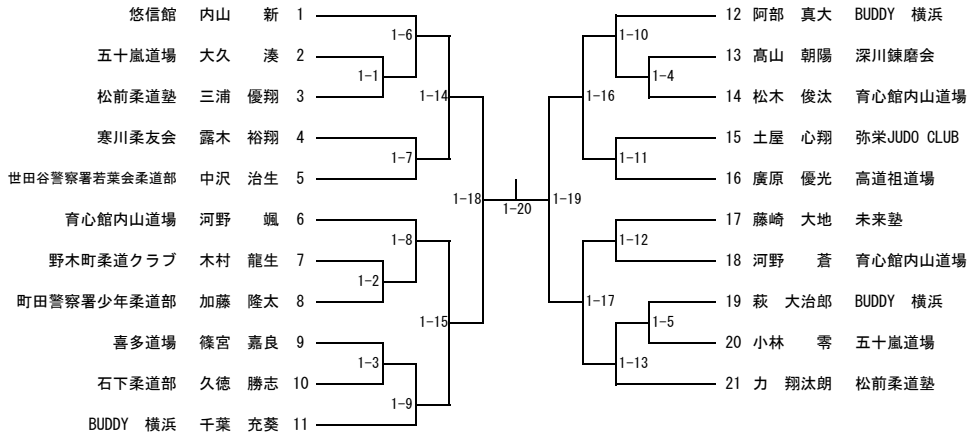 悠信館 内山 新 1
1-6
五十嵐道場 大久 湊 2
1-1
松前柔道塾 三浦 優翔 3
1-14
寒川柔友会 露木 裕翔 4
1-7
世田谷警察署若葉会柔道部 中沢 治生 5
1-18
育心館内山道場 河野 颯 6
1-8
野木町柔道クラブ 木村 龍生 7
1-2
町田警察署少年柔道部 加藤 隆太 8
1-15
喜多道場 篠宮 嘉良 9
1-3
石下柔道部 久徳 勝志 10
1-9
BUDDY 横浜 千葉 充葵 11
1-20
12 阿部 真大 BUDDY 横浜
1-10
13 髙山 朝陽 深川錬磨会
1-4
14 松木 俊汰 育心館内山道場
1-16
15 土屋 心翔 弥栄JUDO CLUB
1-11
16 廣原 優光 高道祖道場
1-19
17 藤崎 大地 未来塾
1-12
18 河野 蒼 育心館内山道場
1-17
19 萩 大治郎 BUDDY 横浜
1-5
20 小林 零 五十嵐道場
1-13
21 力 翔汰朗 松前柔道塾